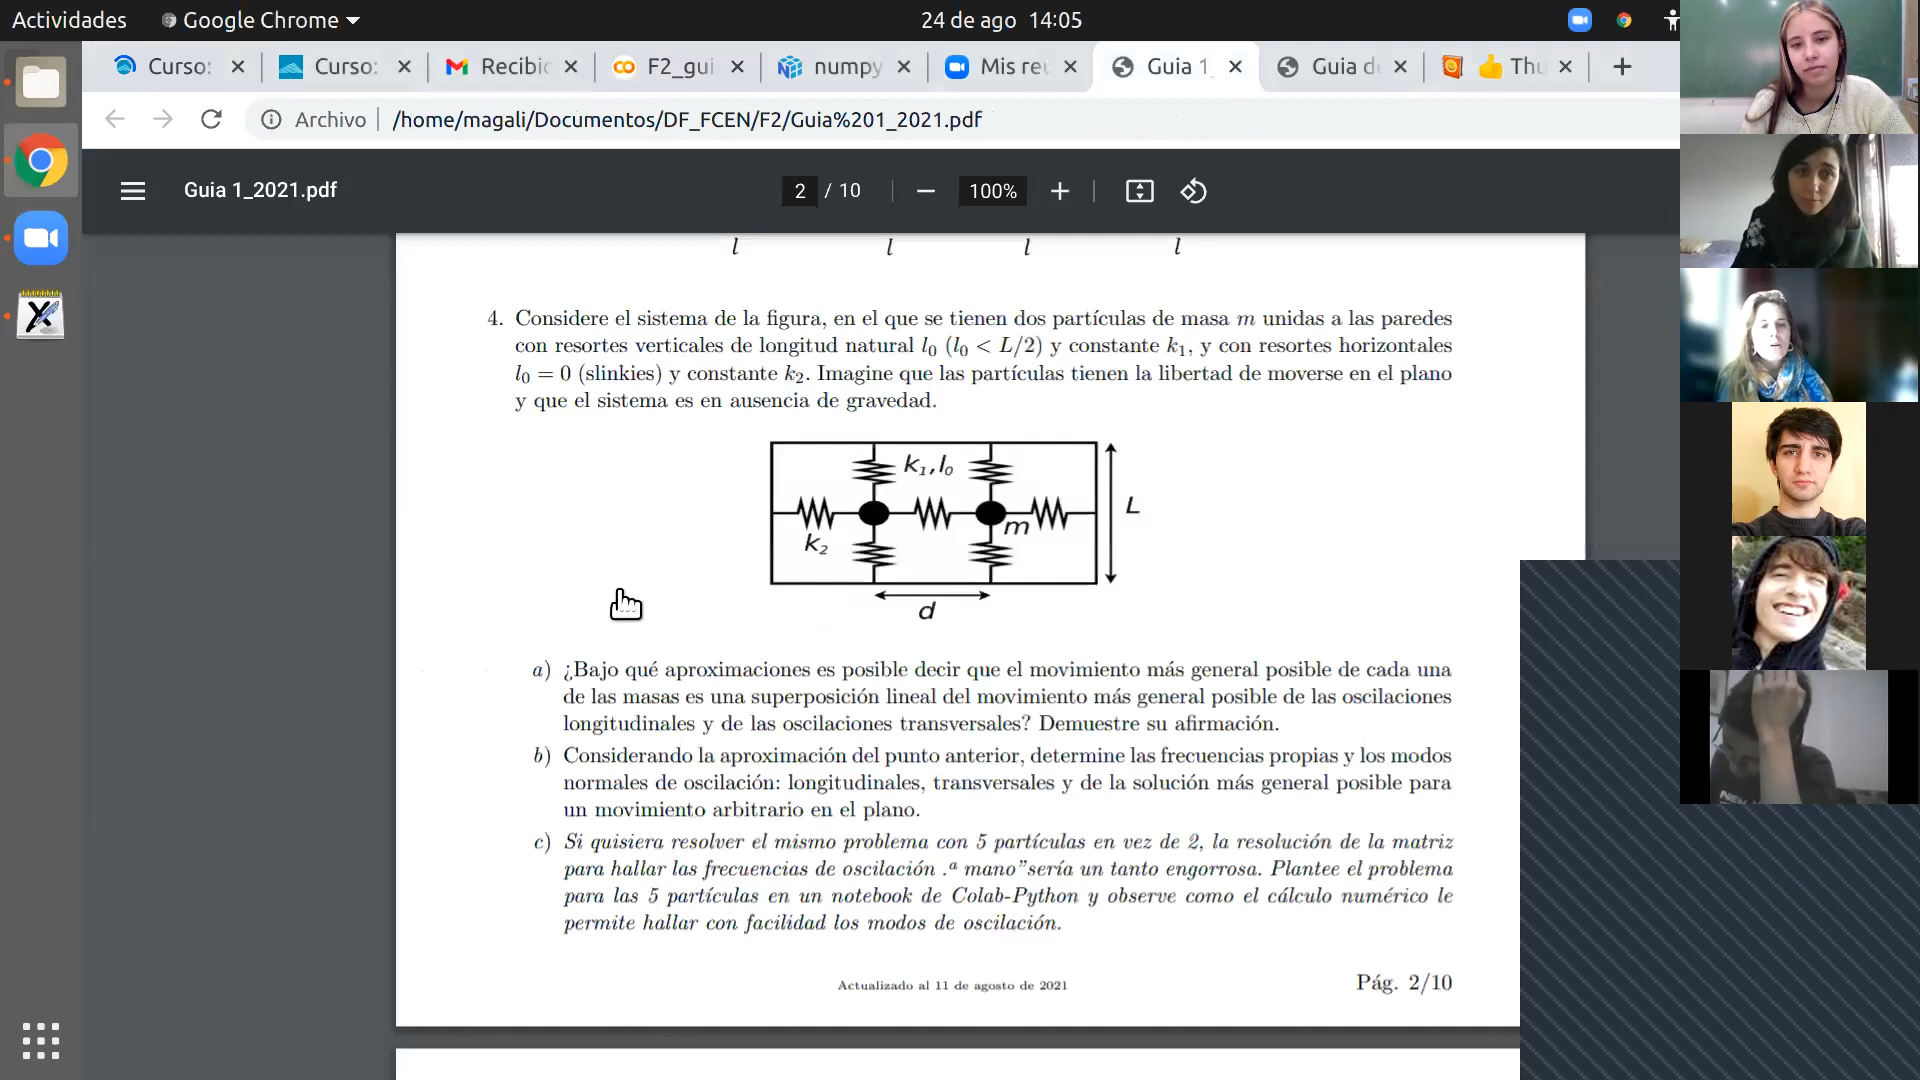 Actividades
Google Chrome
24 de ago 14:05
Curso:
Curso:
Recibid
F2_gui
numpy
Mis reu
Guia 1_
Guia d
Thu
Archivo
/home/magali/Documentos/DF_FCEN/F2/Guia%201_2021.pdf
Guia 1_2021.pdf
2 / 10
100%
l l l l
4. Considere el sistema de la figura, en el que se tienen dos partículas de masa m unidas a las paredes
con resortes verticales de longitud natural l₀ (l₀ < L/2) y constante k₁, y con resortes horizontales
l₀ = 0 (slinkies) y constante k₂. Imagine que las partículas tienen la libertad de moverse en el plano
y que el sistema es en ausencia de gravedad.
k₁,l₀
L
m
k₂
d
a) ¿Bajo qué aproximaciones es posible decir que el movimiento más general posible de cada una
de las masas es una superposición lineal del movimiento más general posible de las oscilaciones
longitudinales y de las oscilaciones transversales? Demuestre su afirmación.
b) Considerando la aproximación del punto anterior, determine las frecuencias propias y los modos
normales de oscilación: longitudinales, transversales y de la solución más general posible para
un movimiento arbitrario en el plano.
c) Si quisiera resolver el mismo problema con 5 partículas en vez de 2, la resolución de la matriz
para hallar las frecuencias de oscilación .ª mano”sería un tanto engorrosa. Plantee el problema
para las 5 partículas en un notebook de Colab-Python y observe como el cálculo numérico le
permite hallar con facilidad los modos de oscilación.
Actualizado al 11 de agosto de 2021
Pág. 2/10